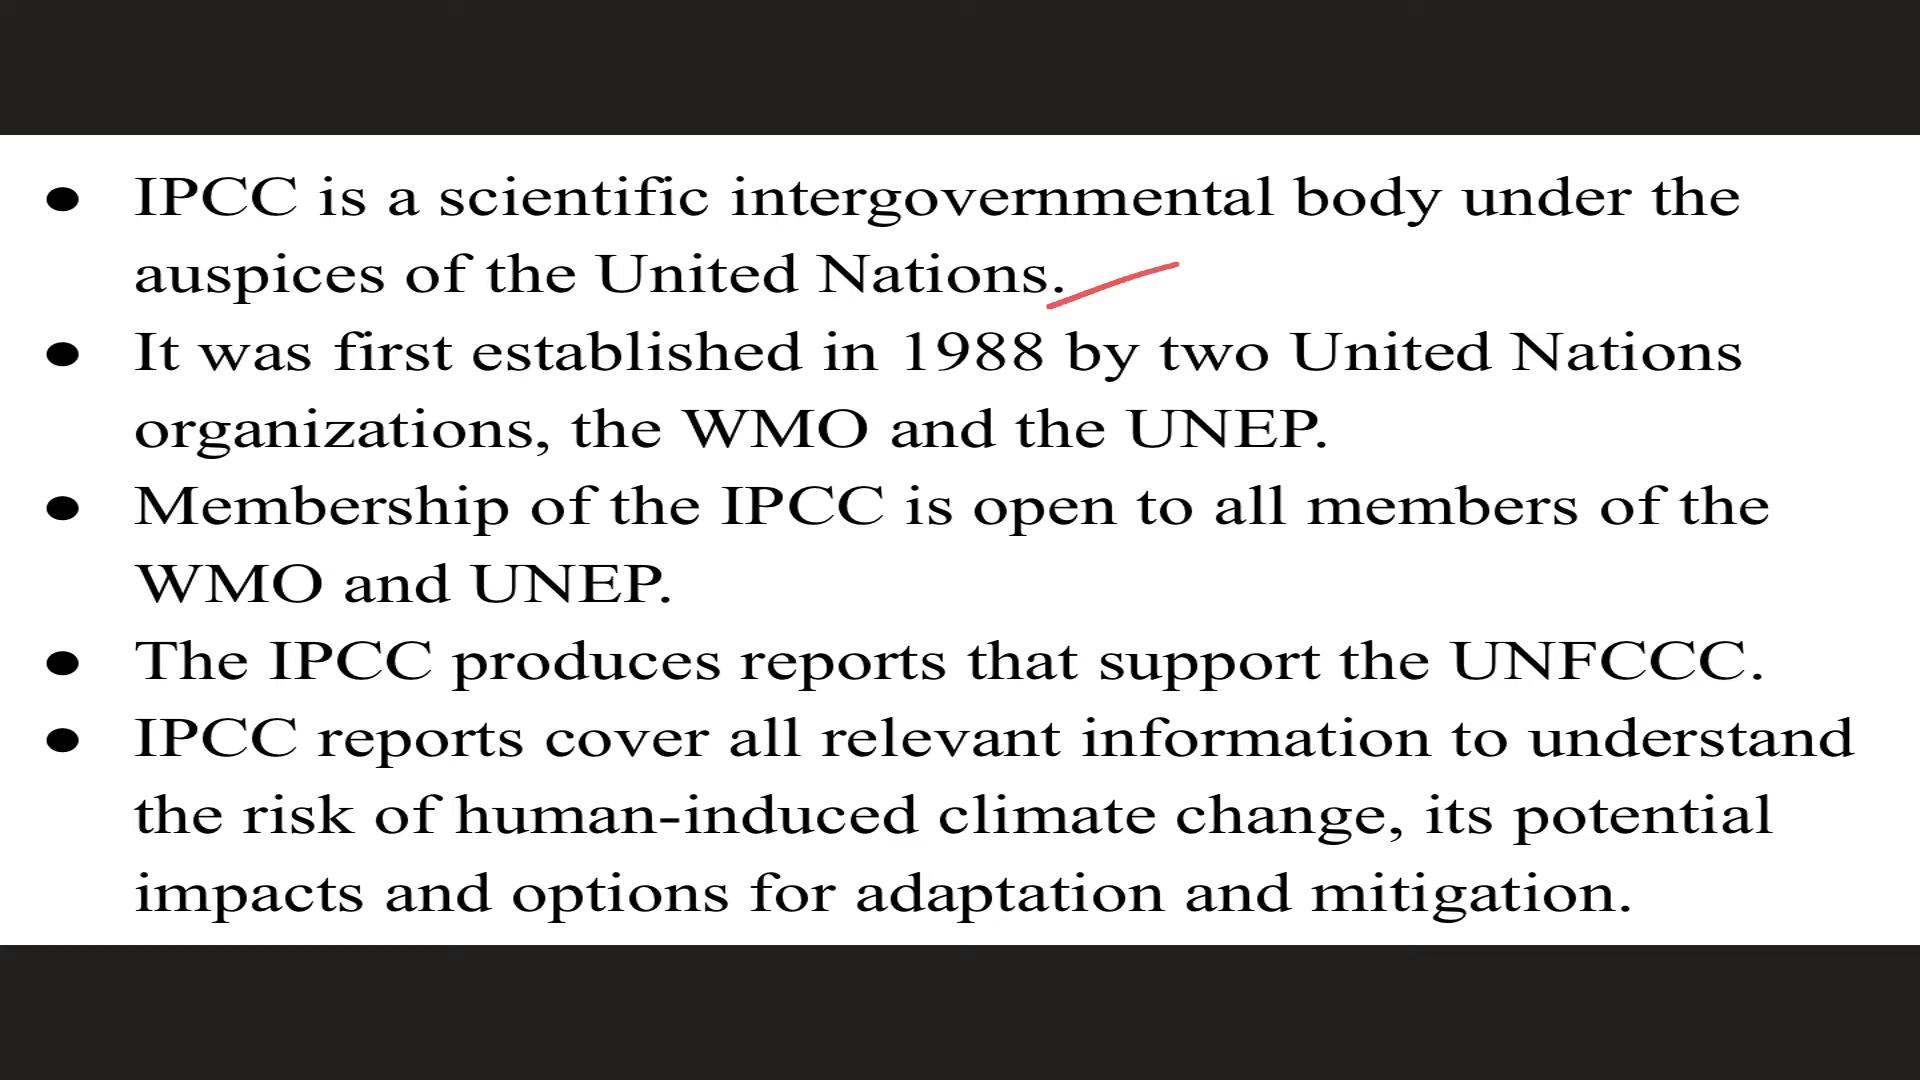 ● IPCC is a scientific intergovernmental body under the
auspices of the United Nations.
● It was first established in 1988 by two United Nations
organizations, the WMO and the UNEP.
● Membership of the IPCC is open to all members of the
WMO and UNEP.
● The IPCC produces reports that support the UNFCCC.
● IPCC reports cover all relevant information to understand
the risk of human-induced climate change, its potential
impacts and options for adaptation and mitigation.